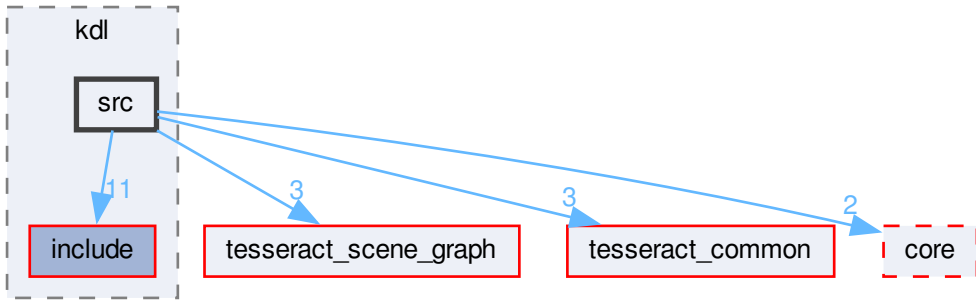 kdl
src
11
3
3
2
include
tesseract_scene_graph
tesseract_common
core